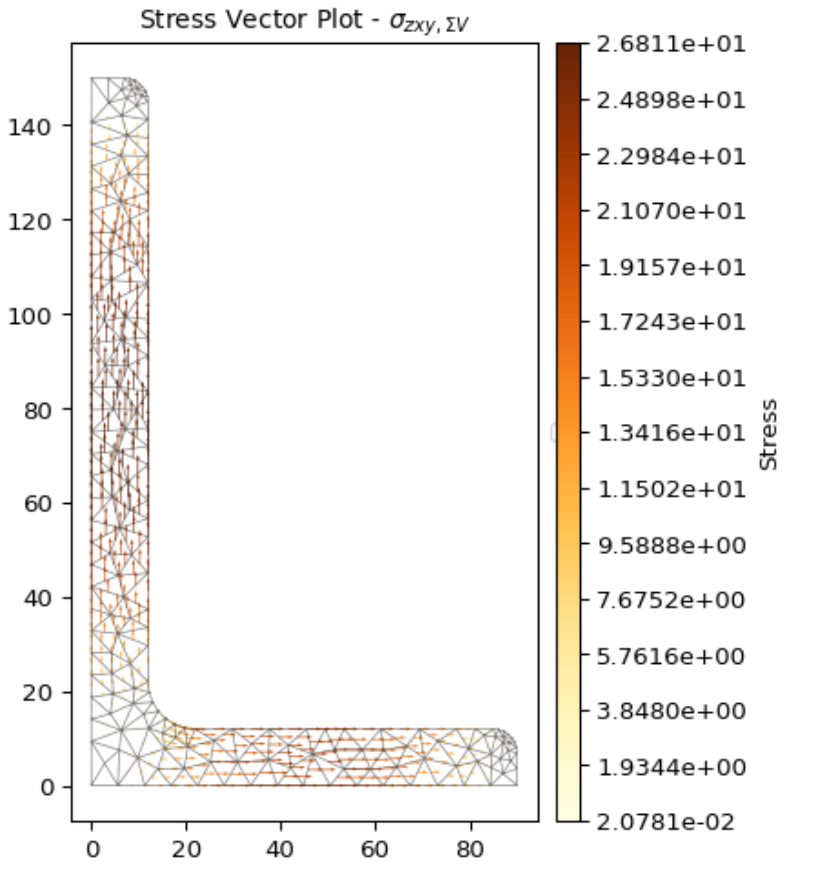 Stress Vector Plot - σzxy,ΣV
140
120
100
80
60
40
20
0
0 20 40 60 80
2.6811e+01
2.4898e+01
2.2984e+01
2.1070e+01
1.9157e+01
1.7243e+01
1.5330e+01
1.3416e+01
1.1502e+01
9.5888e+00
7.6752e+00
5.7616e+00
3.8480e+00
1.9344e+00
2.0781e-02
Stress